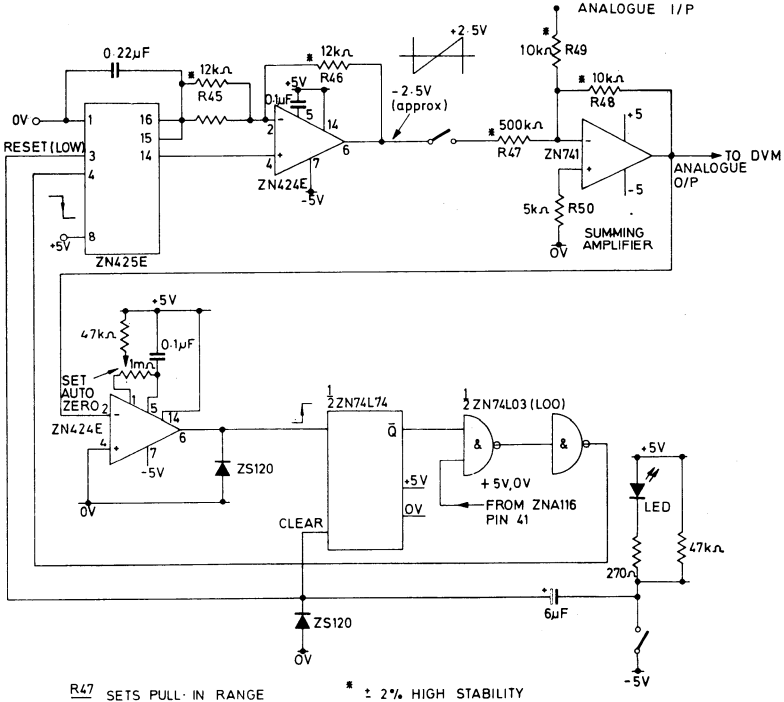 ANALOGUE I/P
0.22µF
+2.5V
* 12kΩ
R45
* 12kΩ
R46
* 10kΩ R49
* 10kΩ
R48
+5V
0.1µF
-2.5V
(approx)
0V
1
16
15
14
3
4
8
RESET (LOW)
+5V
ZN425E
2
4
5
14
6
7
-5V
ZN424E
* 500kΩ
R47
ZN741
+5
-5
5kΩ R50
0V
SUMMING
AMPLIFIER
TO DVM
ANALOGUE
O/P
+5V
47kΩ
0.1µF
1mΩ
SET
AUTO
ZERO
1
5
14
2
4
6
7
ZN424E
-5V
0V
ZS120
1/2 ZN74L74
Q̅
+5V
0V
CLEAR
1/2 ZN74L03 (LOO)
&
&
+5V,0V
FROM ZNA116
PIN 41
+5V
LED
270Ω
47kΩ
6µF
ZS120
0V
-5V
R47 SETS PULL-IN RANGE
* ± 2% HIGH STABILITY